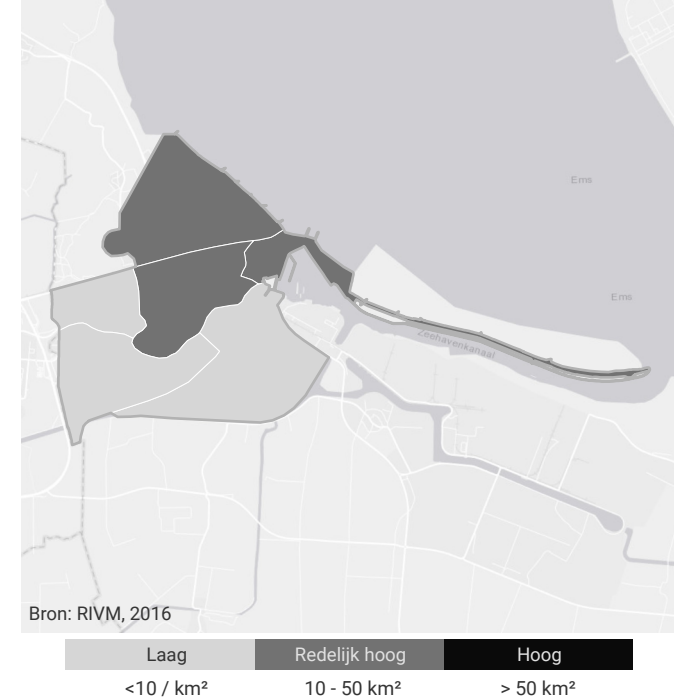 Ems
Ems
Zeehavenkanaal
Bron: RIVM, 2016
Laag Redelijk hoog Hoog
<10 / km² 10 - 50 km² > 50 km²